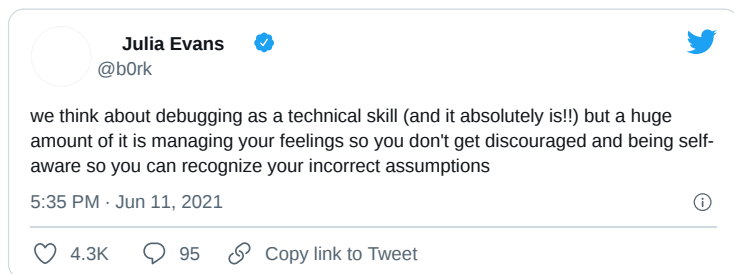 Julia Evans
@b0rk
we think about debugging as a technical skill (and it absolutely is!!) but a huge
amount of it is managing your feelings so you don't get discouraged and being self-
aware so you can recognize your incorrect assumptions
5:35 PM · Jun 11, 2021
4.3K 95 Copy link to Tweet